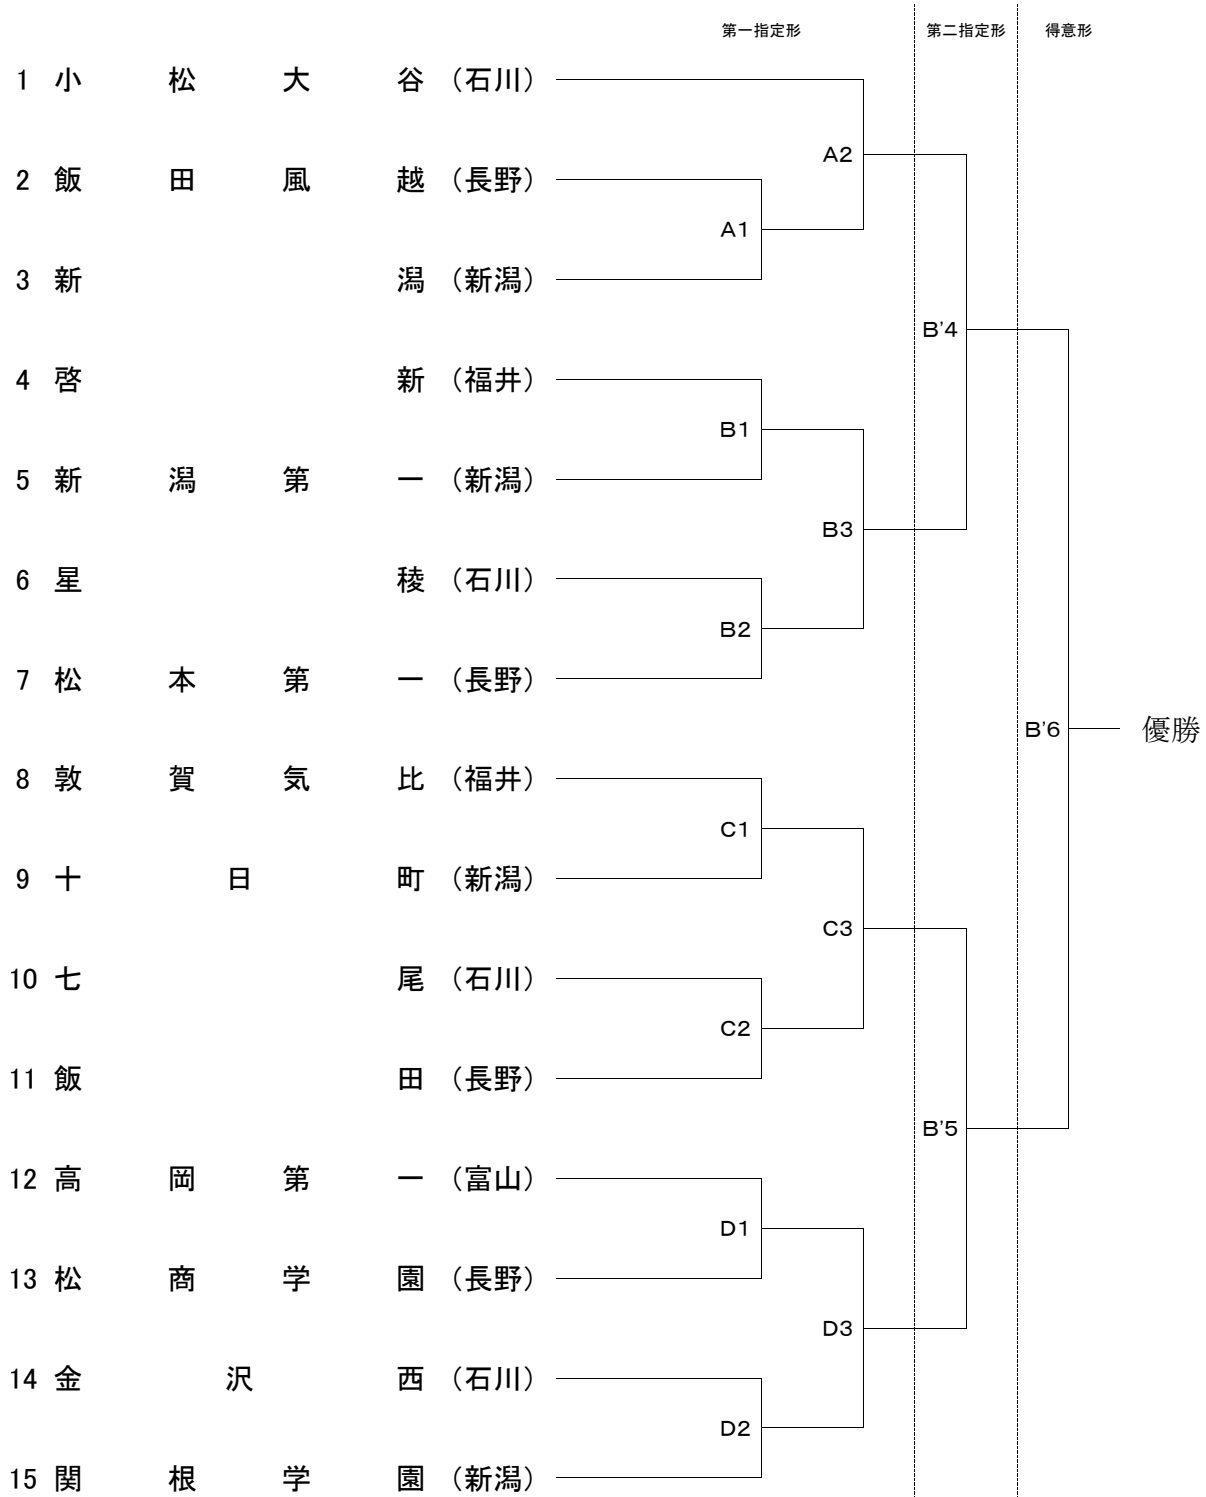 第一指定形 第二指定形 得意形
1 小松大谷 （石川）
A2
2 飯田風越 （長野）
A1
3 新潟 （新潟）
B'4
4 啓新 （福井）
B1
5 新潟第一 （新潟）
B3
6 星稜 （石川）
B2
7 松本第一 （長野）
B'6 優勝
8 敦賀気比 （福井）
C1
9 十日町 （新潟）
C3
10 七尾 （石川）
C2
11 飯田 （長野）
B'5
12 高岡第一 （富山）
D1
13 松商学園 （長野）
D3
14 金沢西 （石川）
D2
15 関根学園 （新潟）